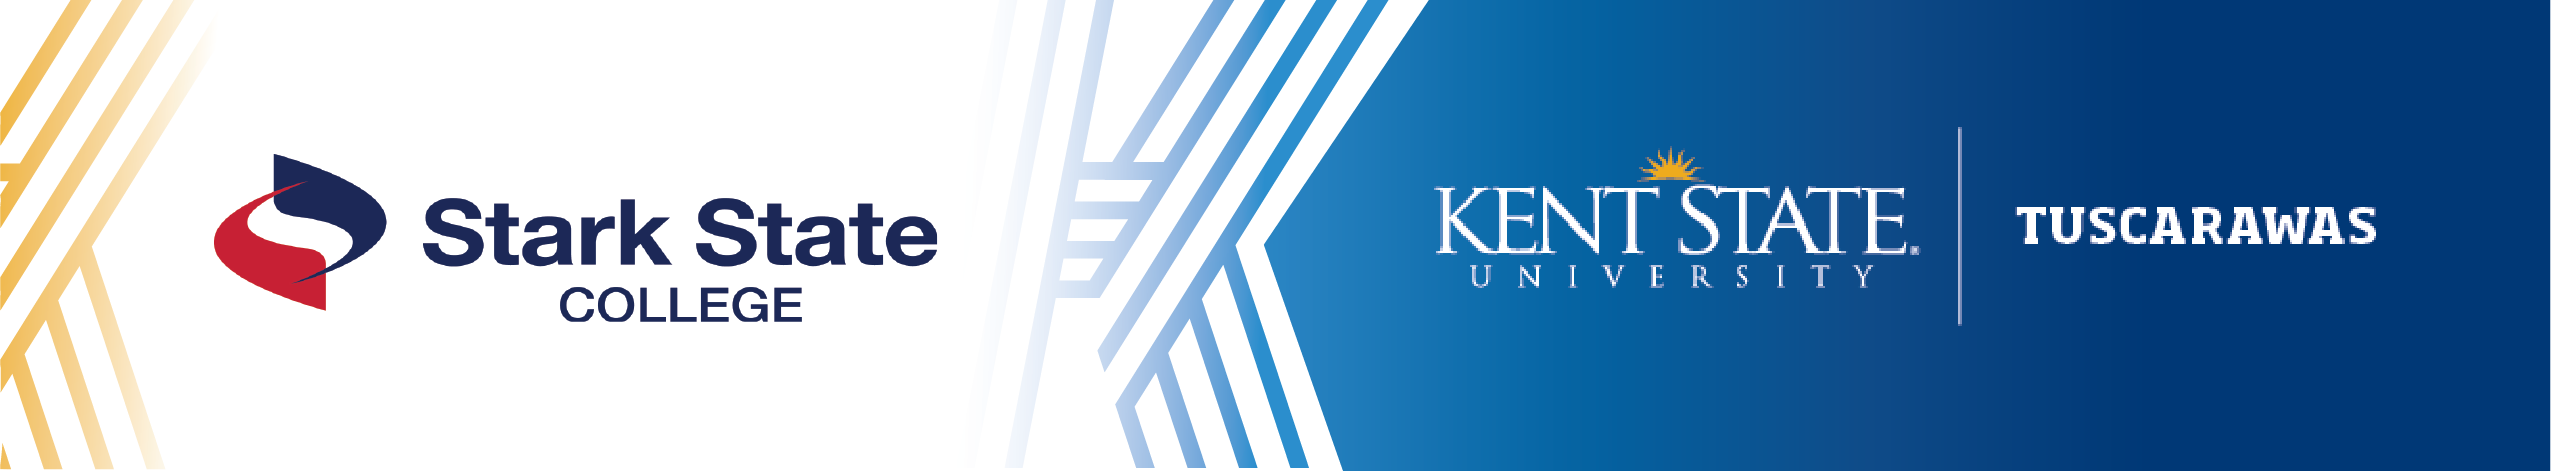 Stark State
COLLEGE
KENT STATE.
UNIVERSITY
TUSCARAWAS